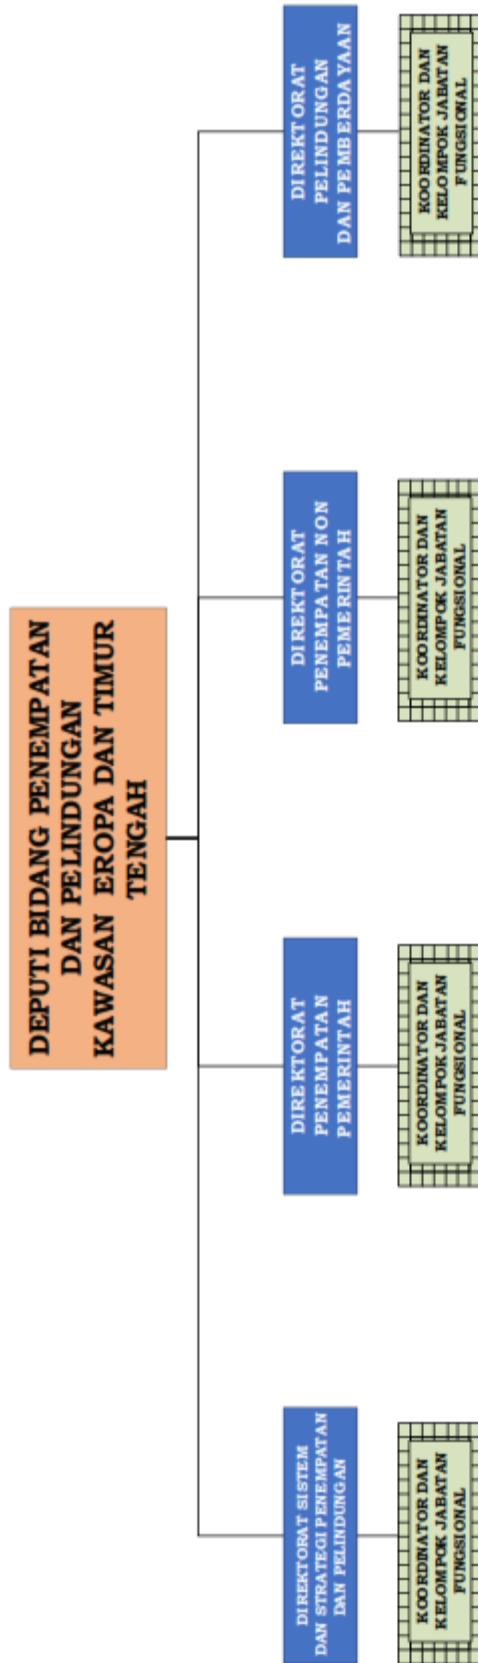 DEPUTI BIDANG PENEMPATAN
DAN PELINDUNGAN
KAWASAN EROPA DAN TIMUR
TENGAH
DIREKTORAT SISTEM
DAN STRATEGI PENEMPATAN
DAN PELINDUNGAN
DIREKTORAT
PENEMPATAN
PEMERINTAH
DIREKTORAT
PENEMPATAN NON
PEMERINTAH
DIREKTORAT
PELINDUNGAN
DAN PEMBERDAYAAN
KOORDINATOR DAN
KELOMPOK JABATAN
FUNGSIONAL
KOORDINATOR DAN
KELOMPOK JABATAN
FUNGSIONAL
KOORDINATOR DAN
KELOMPOK JABATAN
FUNGSIONAL
KOORDINATOR DAN
KELOMPOK JABATAN
FUNGSIONAL